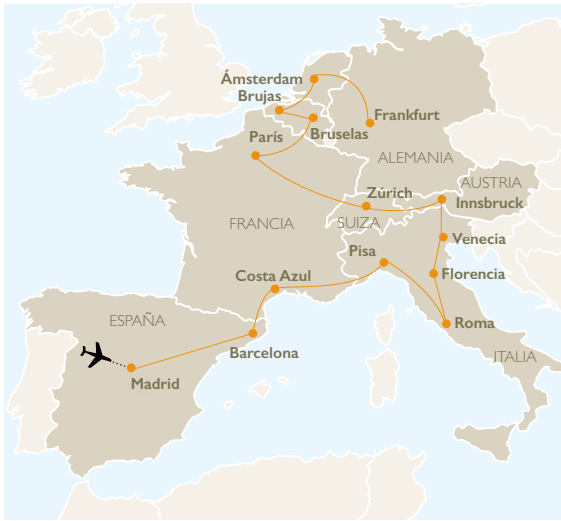 Ámsterdam
Brujas
Frankfurt
Bruselas
París
ALEMANIA
Zúrich
AUSTRIA
Innsbruck
FRANCIA
SUIZA
Venecia
Pisa
Costa Azul
Florencia
ESPAÑA
Roma
Barcelona
ITALIA
Madrid